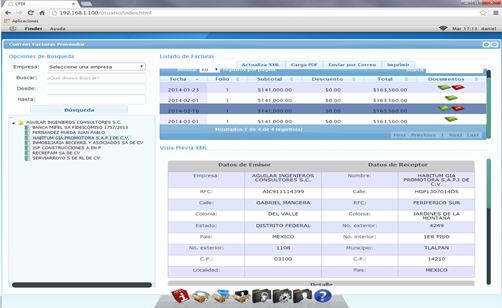 CFDI
192.168.1.100/usuario/index.html
Aplicaciones
Finder Ayuda
Mar 17:13 daniel
Content Facturas Proveedor
Opciones de Búsqueda
Empresa: Seleccione una empresa
Buscar: ¿Qué desea Buscar?
Desde:
Hasta:
Búsqueda
AGUILAR INGENIEROS CONSULTORES S.C.
BANCA MIFEL SA FIDEICOMISO 1757/2013
FERNANDEZ RUEDA JUAN PABLO
HABITUM GIA PROMOTORA S.A.P.I DE C.V.
INMOBILIARIA BECERRIL Y ASOCIADOS SA DE CV
JSP CONSTRUCCIONES A EN P
RECREFAM SA DE CV
SERVIARROYO S DE RL DE CV
Listado de Facturas
Actualiza XML Carga PDF Enviar por Correo Imprimir
10 registros por pagina Search:
Fecha Folio Subtotal Descuento Total Documentos
2014-01-23 1 $141,000.00 $0.00 $163,560.00
2014-02-01 1 $141,000.00 $0.00 $163,560.00
2014-02-16 1 $141,000.00 $0.00 $163,560.00
2014-03-01 1 $141,000.00 $0.00 $163,560.00
Mostrados 1 de 4 de 4 registro(s)
First Previous 1 Next Last
Vista Previa XML
Datos de Emisor Datos de Receptor
Empresa: AGUILAR INGENIEROS CONSULTORES S.C. Nombre: HABITUM GIA PROMOTORA S.A.P.I DE C.V.
RFC: AIC911114399 RFC: HGP1307014D5
Calle: GABRIEL MANCERA Calle: PERIFERICO SUR
Colonia: DEL VALLE Colonia: JARDINES DE LA MONTAÑA
Estado: DISTRITO FEDERAL No. exterior: 4249
Pais: MEXICO No. interior: 1ER PISO
No. exterior: 1108 Municipio: TLALPAN
C.P.: 03100 C.P.: 14210
Localidad: Pais: MEXICO
Detalle